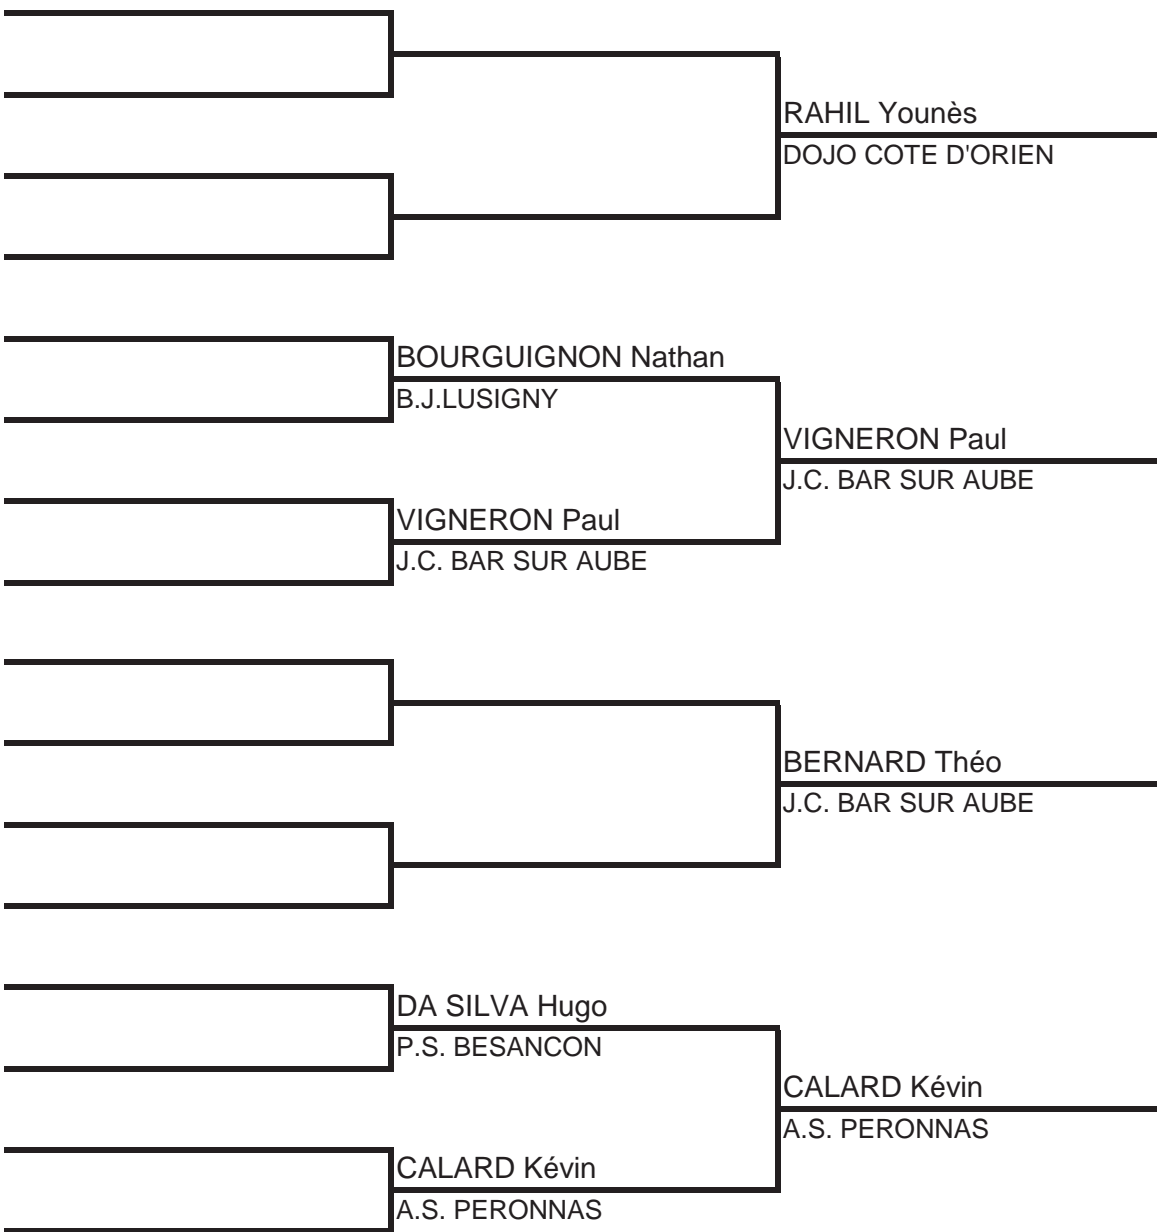 RAHIL Younès
DOJO COTE D'ORIEN
BOURGUIGNON Nathan
B.J.LUSIGNY
VIGNERON Paul
J.C. BAR SUR AUBE
VIGNERON Paul
J.C. BAR SUR AUBE
BERNARD Théo
J.C. BAR SUR AUBE
DA SILVA Hugo
P.S. BESANCON
CALARD Kévin
A.S. PERONNAS
CALARD Kévin
A.S. PERONNAS